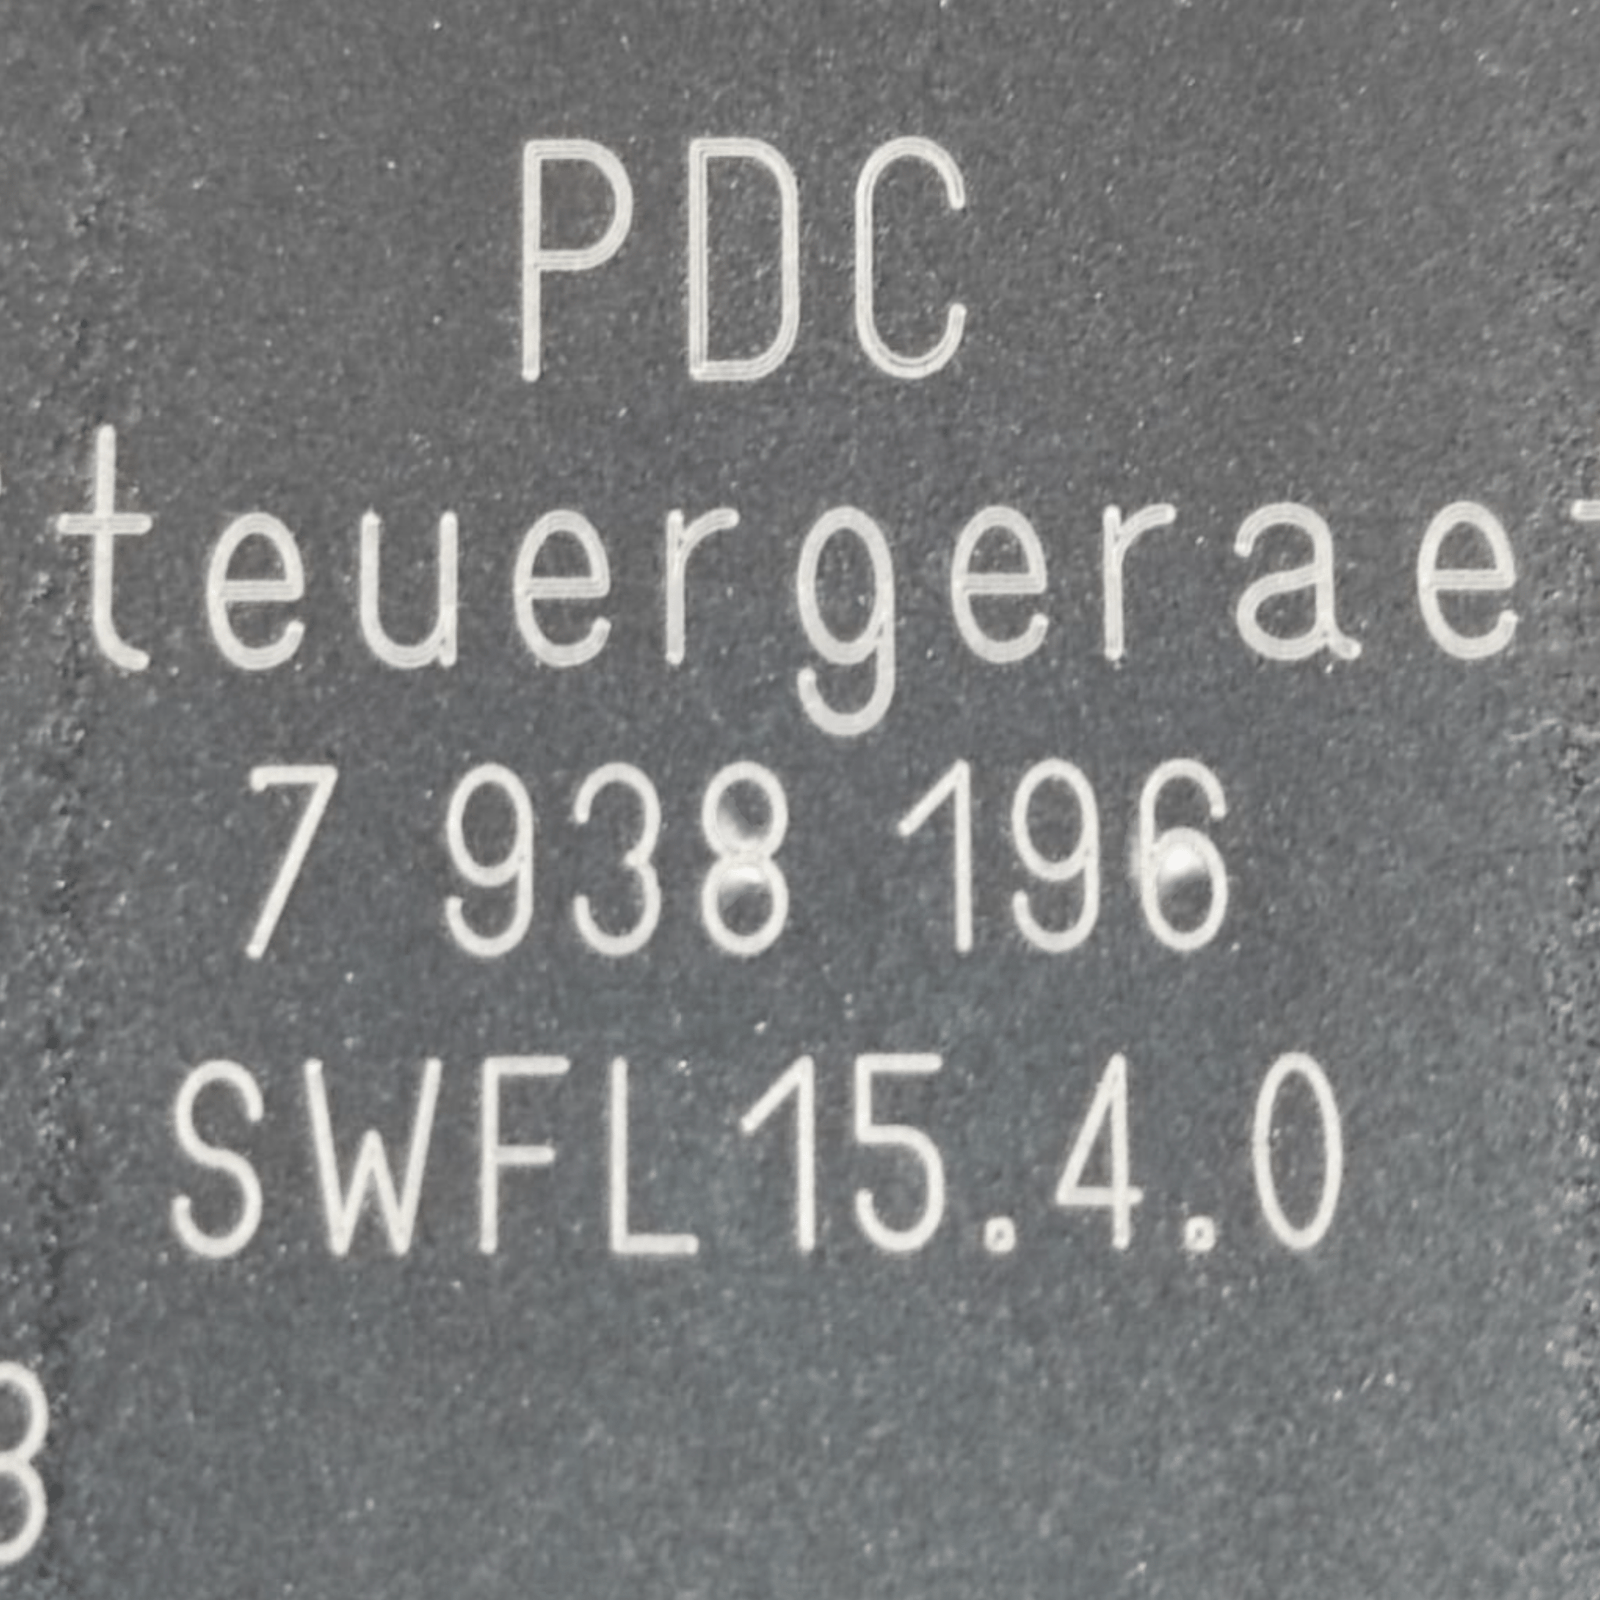 PDC
teuergerae
7 938 196
SWFL15.4.0